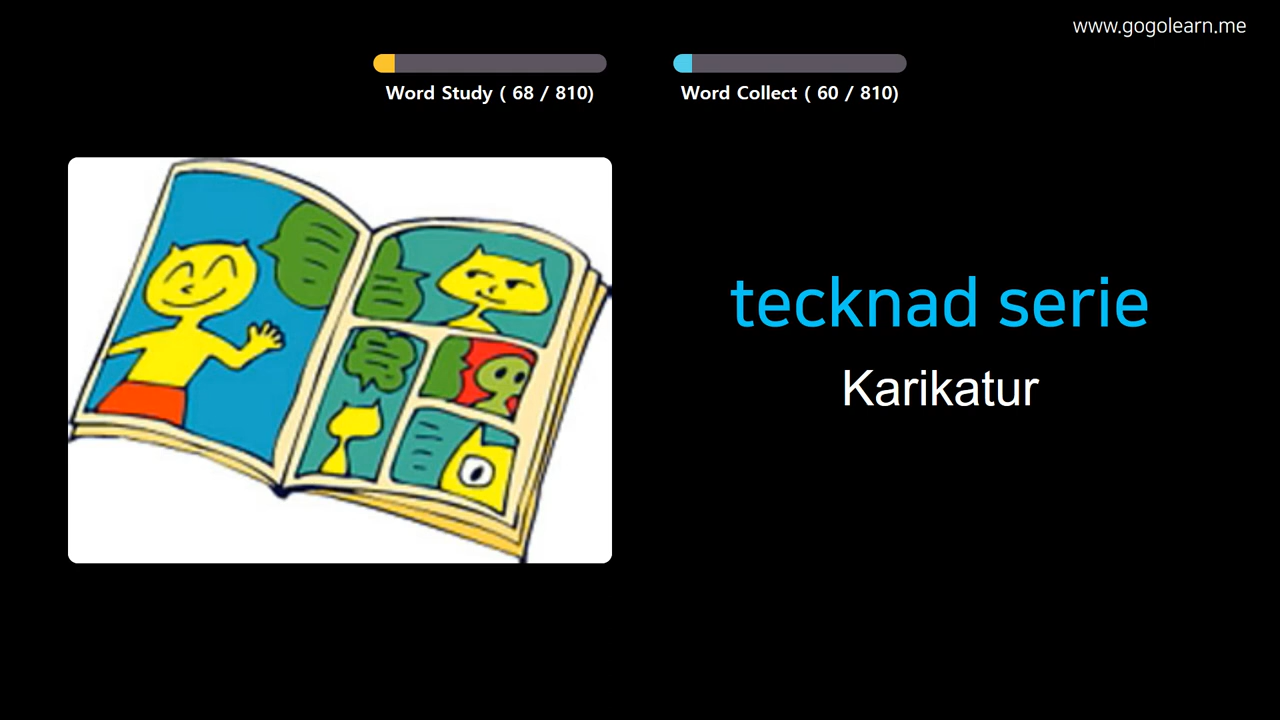 www.gogolearn.me
Word Study ( 68 / 810)
Word Collect ( 60 / 810)
tecknad serie
Karikatur